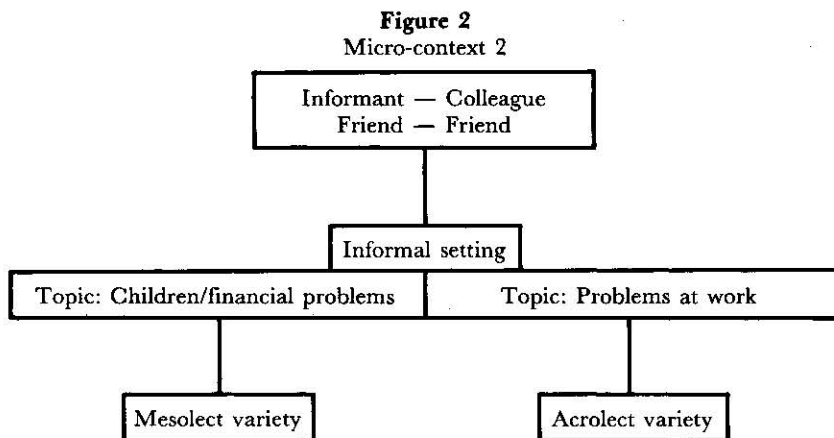 Figure 2
Micro-context 2
Informant — Colleague
Friend — Friend
Informal setting
Topic: Children/financial problems
Topic: Problems at work
Mesolect variety
Acrolect variety